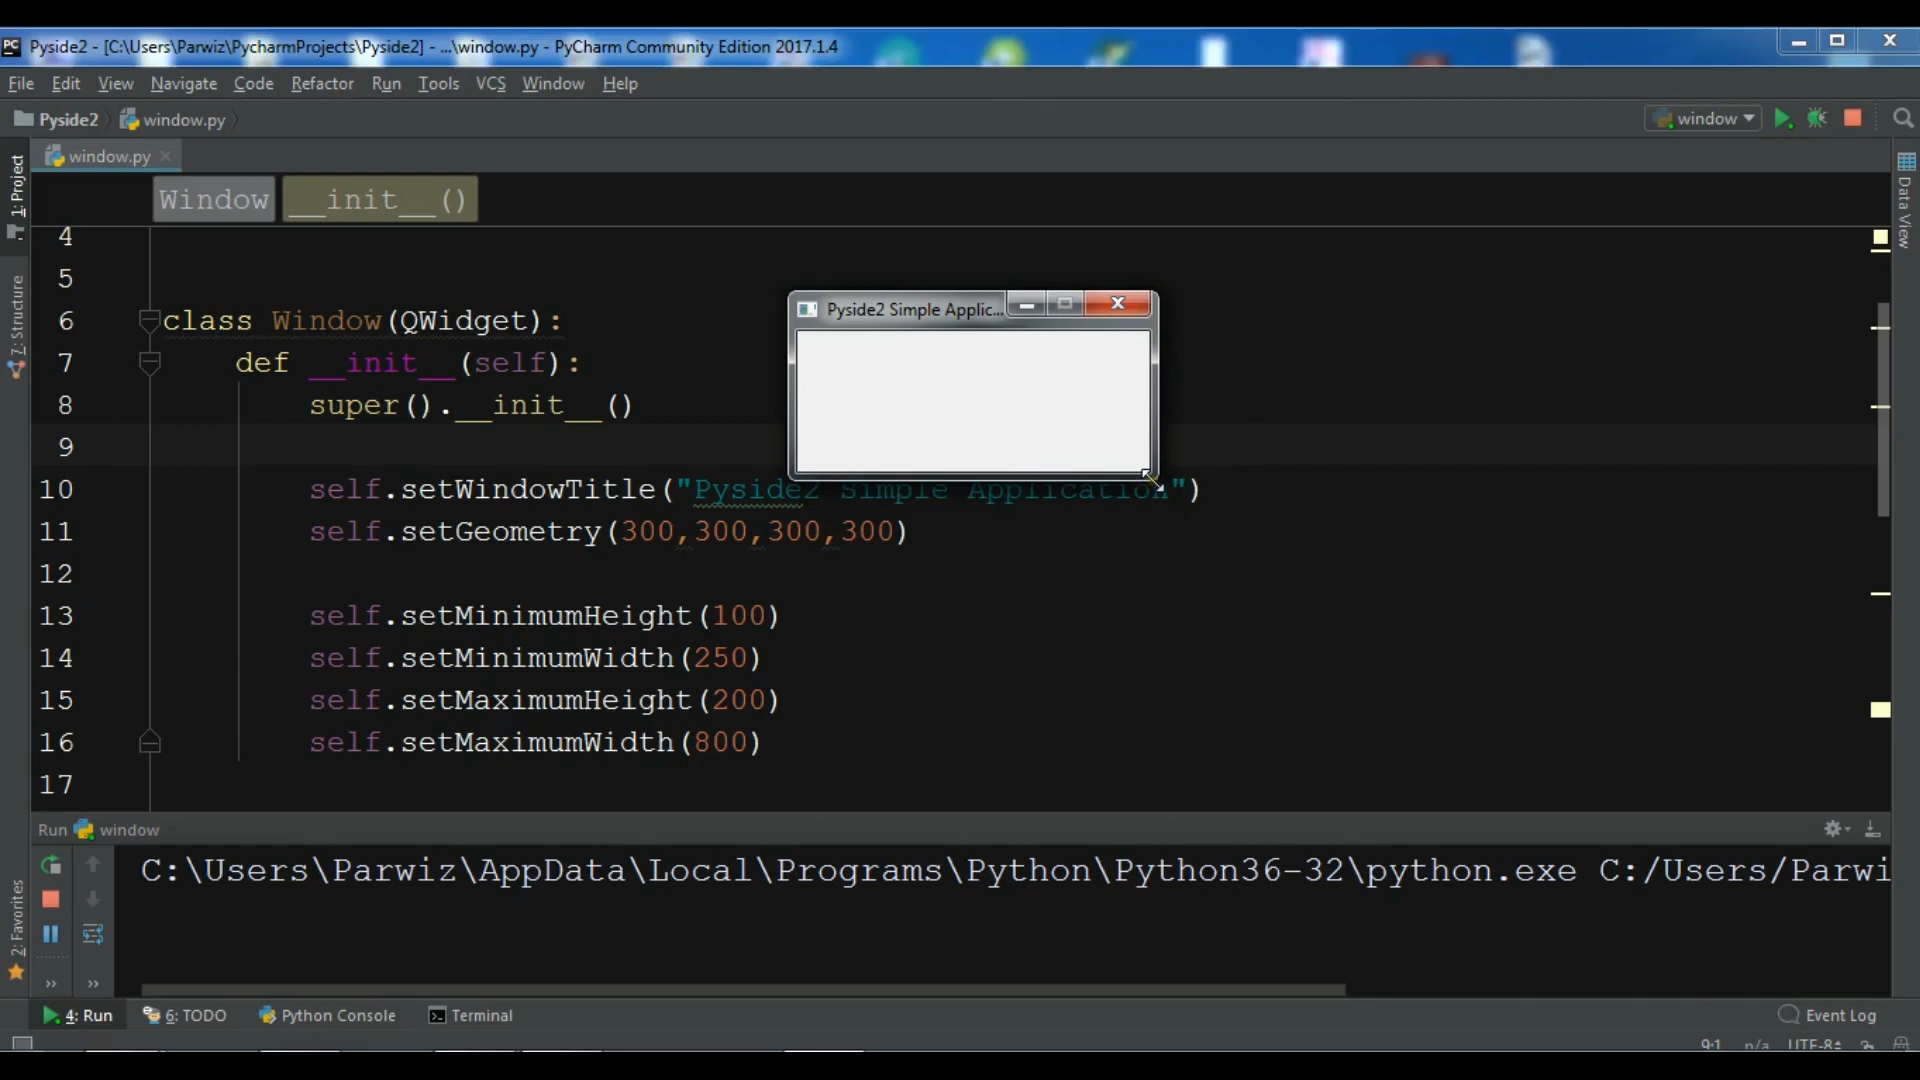 Pyside2 - [C:\Users\Parwiz\PycharmProjects\Pyside2] - ...\window.py - PyCharm Community Edition 2017.1.4
File Edit View Navigate Code Refactor Run Tools VCS Window Help
Pyside2 window.py window
window.py
1: Project
7: Structure
2: Favorites
Data View
Window __init__()
4
5
6 class Window(QWidget):
7 def __init__(self):
8 super().__init__()
9
10 self.setWindowTitle("Pyside2 Simple Application")
11 self.setGeometry(300,300,300,300)
12
13 self.setMinimumHeight(100)
14 self.setMinimumWidth(250)
15 self.setMaximumHeight(200)
16 self.setMaximumWidth(800)
17
Pyside2 Simple Applic...
Run window
C:\Users\Parwiz\AppData\Local\Programs\Python\Python36-32\python.exe C:/Users/Parwi
4: Run 6: TODO Python Console Terminal Event Log
9:1 n/a UTF-8